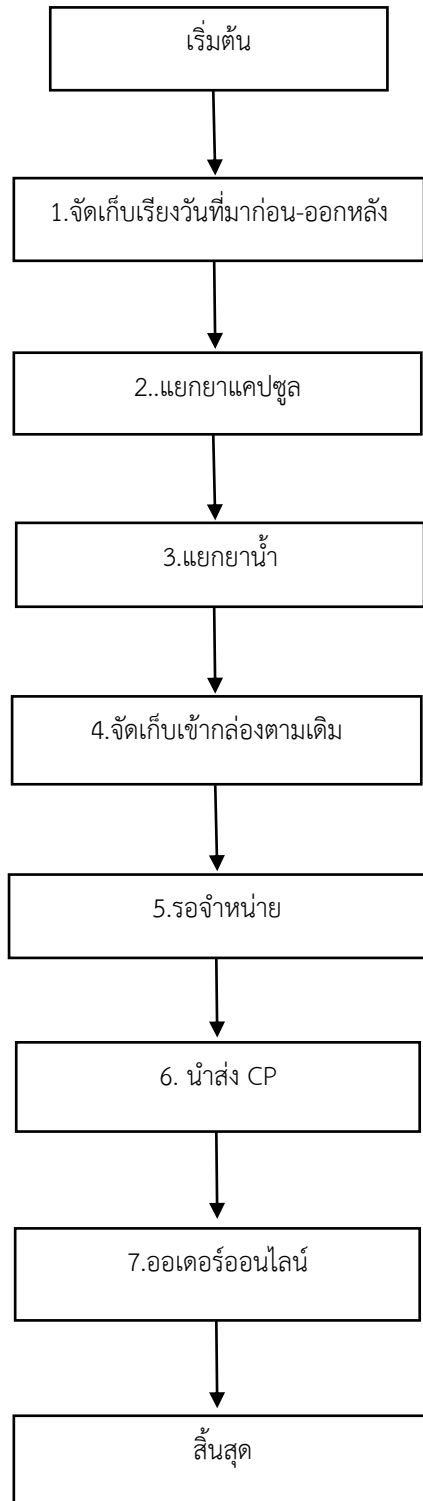 เริ่มต้น
1.จัดเก็บเรียงวันที่มาก่อน-ออกหลัง
2..แยกยาแคปซูล
3.แยกยาน้ำ
4.จัดเก็บเข้ากล่องตามเดิม
5.รอจำหน่าย
6. นำส่ง CP
7.ออเดอร์ออนไลน์
สิ้นสุด